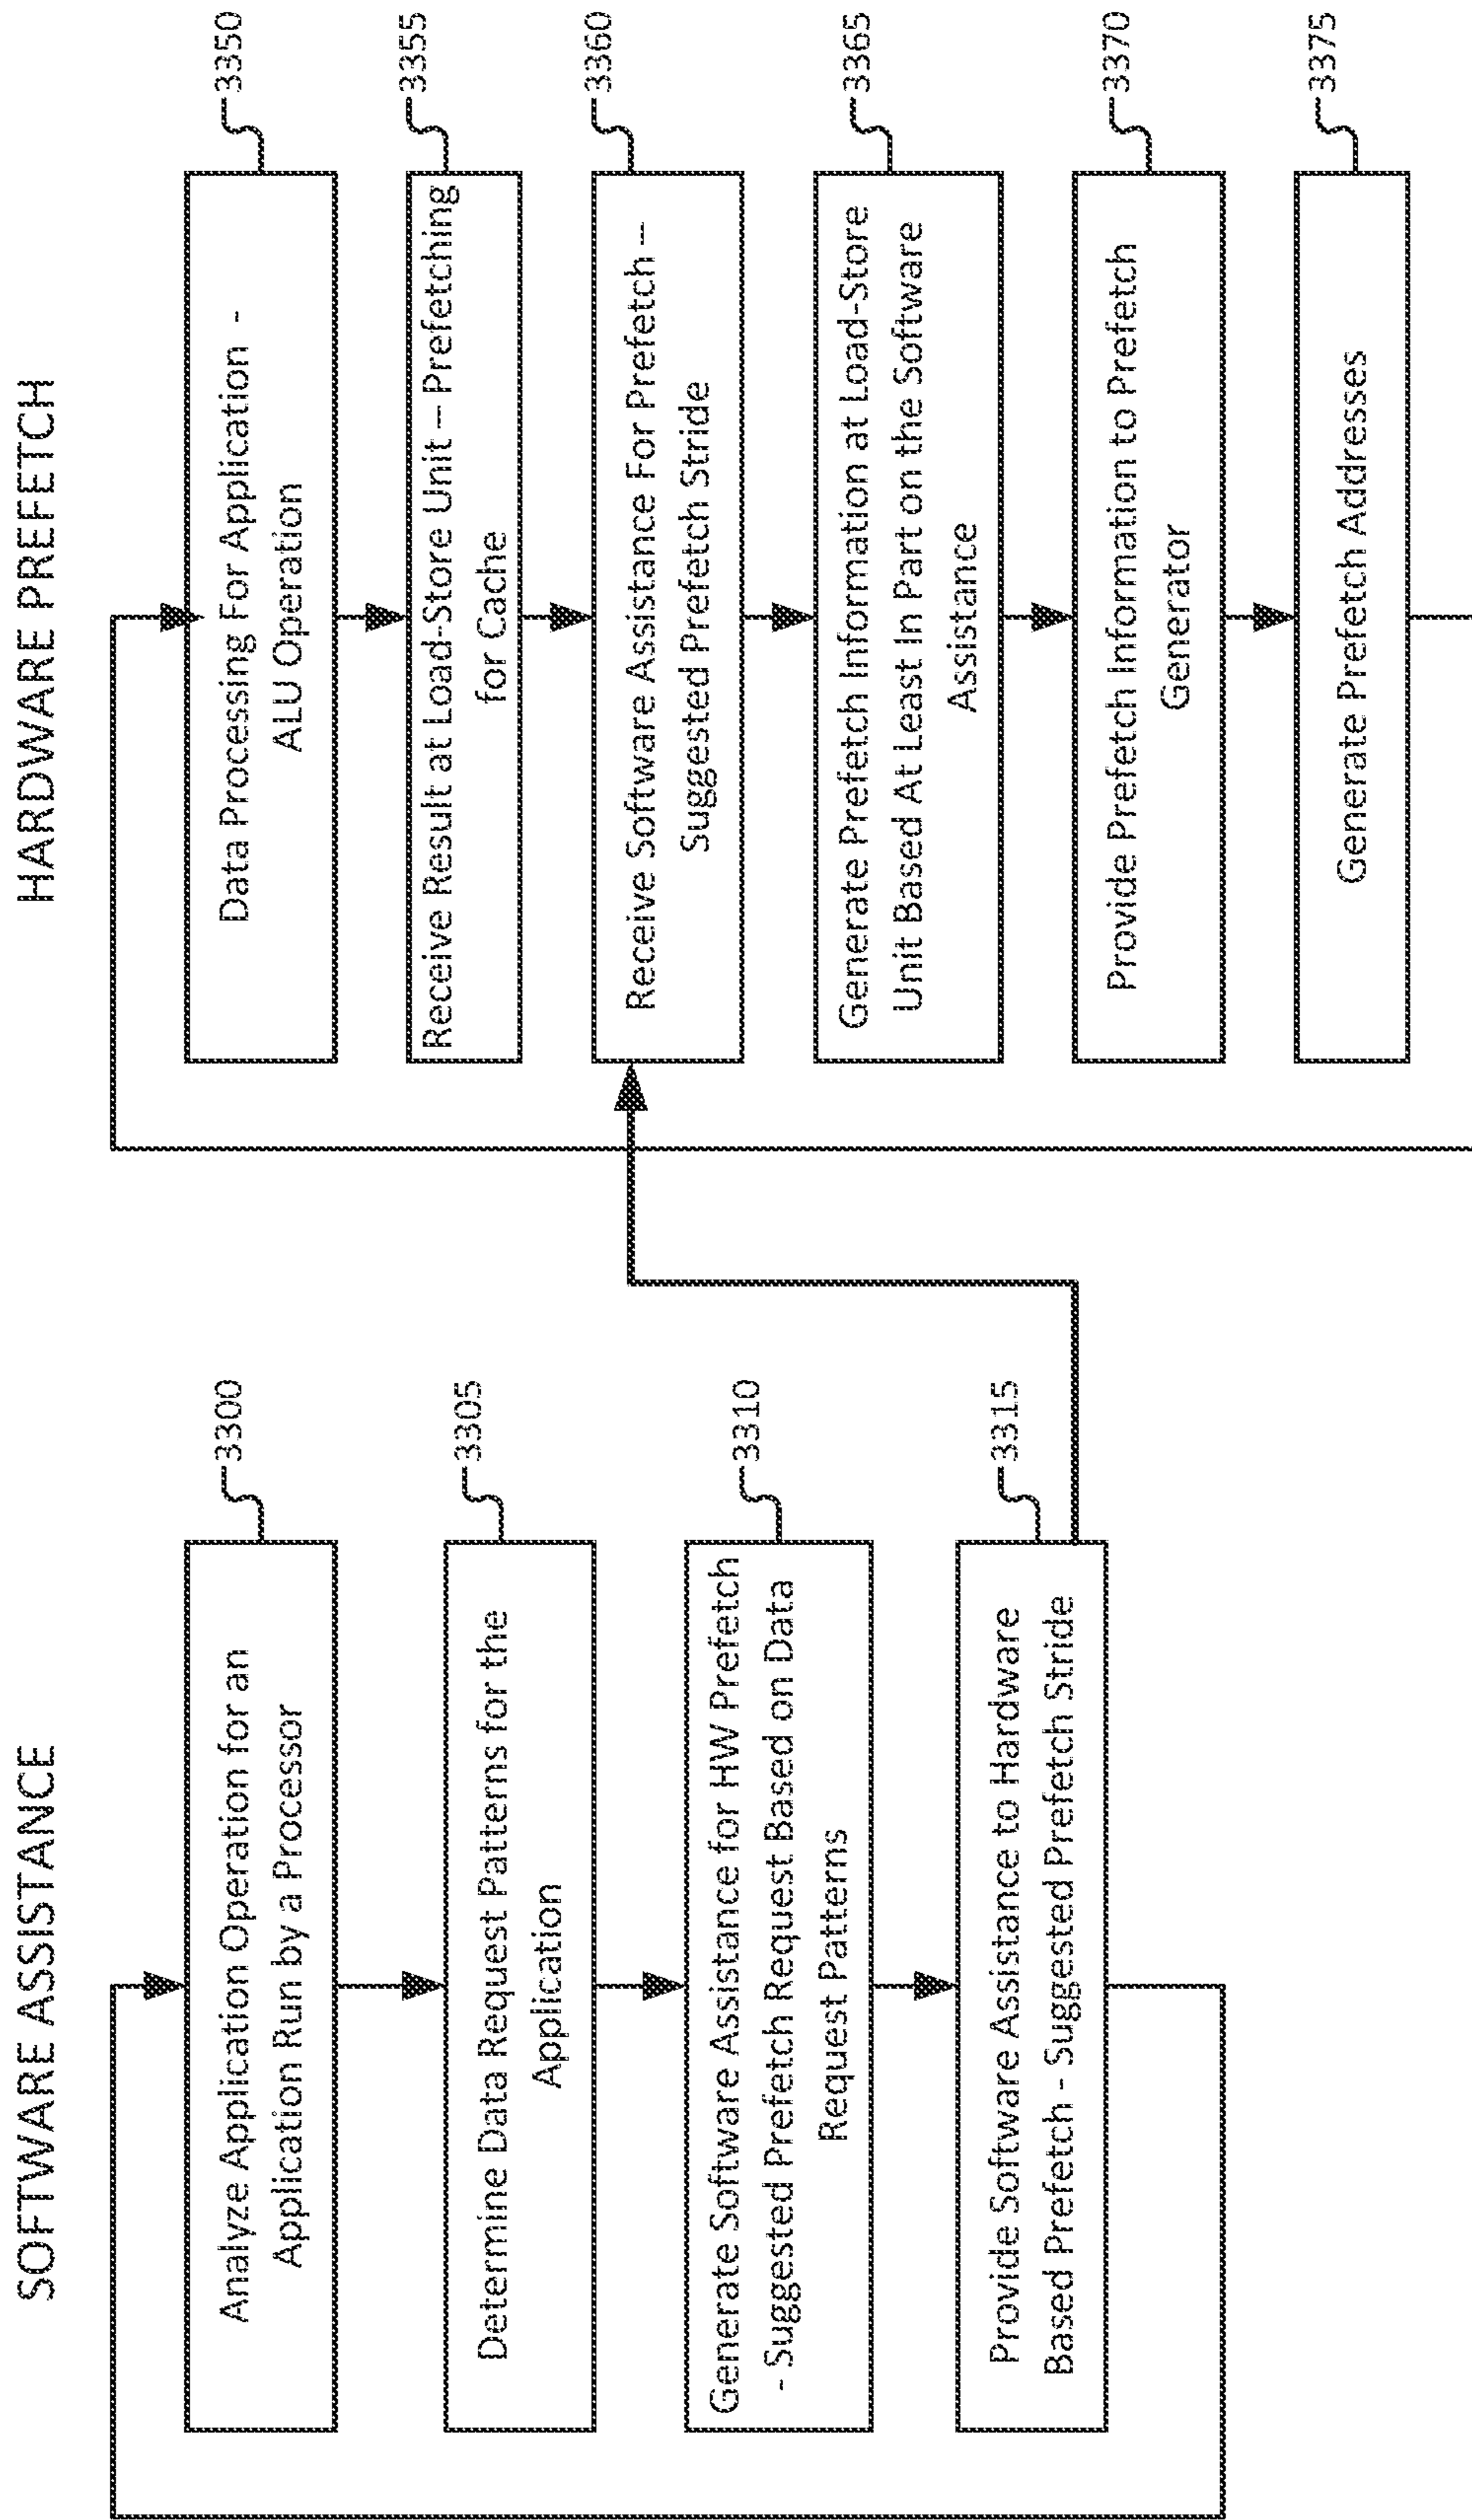 SOFTWARE ASSISTANCE
Analyze Application Operation for an
Application Run by a Processor
3300
Determine Data Request Patterns for the
Application
3305
Generate Software Assistance for HW Prefetch
- Suggested Prefetch Request Based on Data
Request Patterns
3310
Provide Software Assistance to Hardware
Based Prefetch - Suggested Prefetch Stride
3315
HARDWARE PREFETCH
Data Processing For Application -
ALU Operation
3350
Receive Result at Load-Store Unit – Prefetching
for Cache
3355
Receive Software Assistance For Prefetch –
Suggested Prefetch Stride
3360
Generate Prefetch Information at Load-Store
Unit Based At Least In Part on the Software
Assistance
3365
Provide Prefetch Information to Prefetch
Generator
3370
Generate Prefetch Addresses
3375